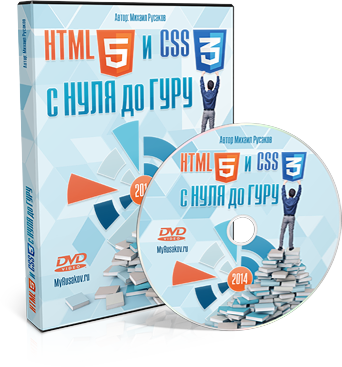 Автор: Михаил Русаков
HTML 5 и CSS 3
с НУЛЯ до ГУРУ
201
DVD
VIDEO
MyRusakov.ru
HTML 5 и CSS 3 с НУЛЯ до ГУРУ
Автор Михаил Русаков
HTML 5 и CSS 3
с НУЛЯ до ГУРУ
DVD
VIDEO
MyRusakov.ru
2014